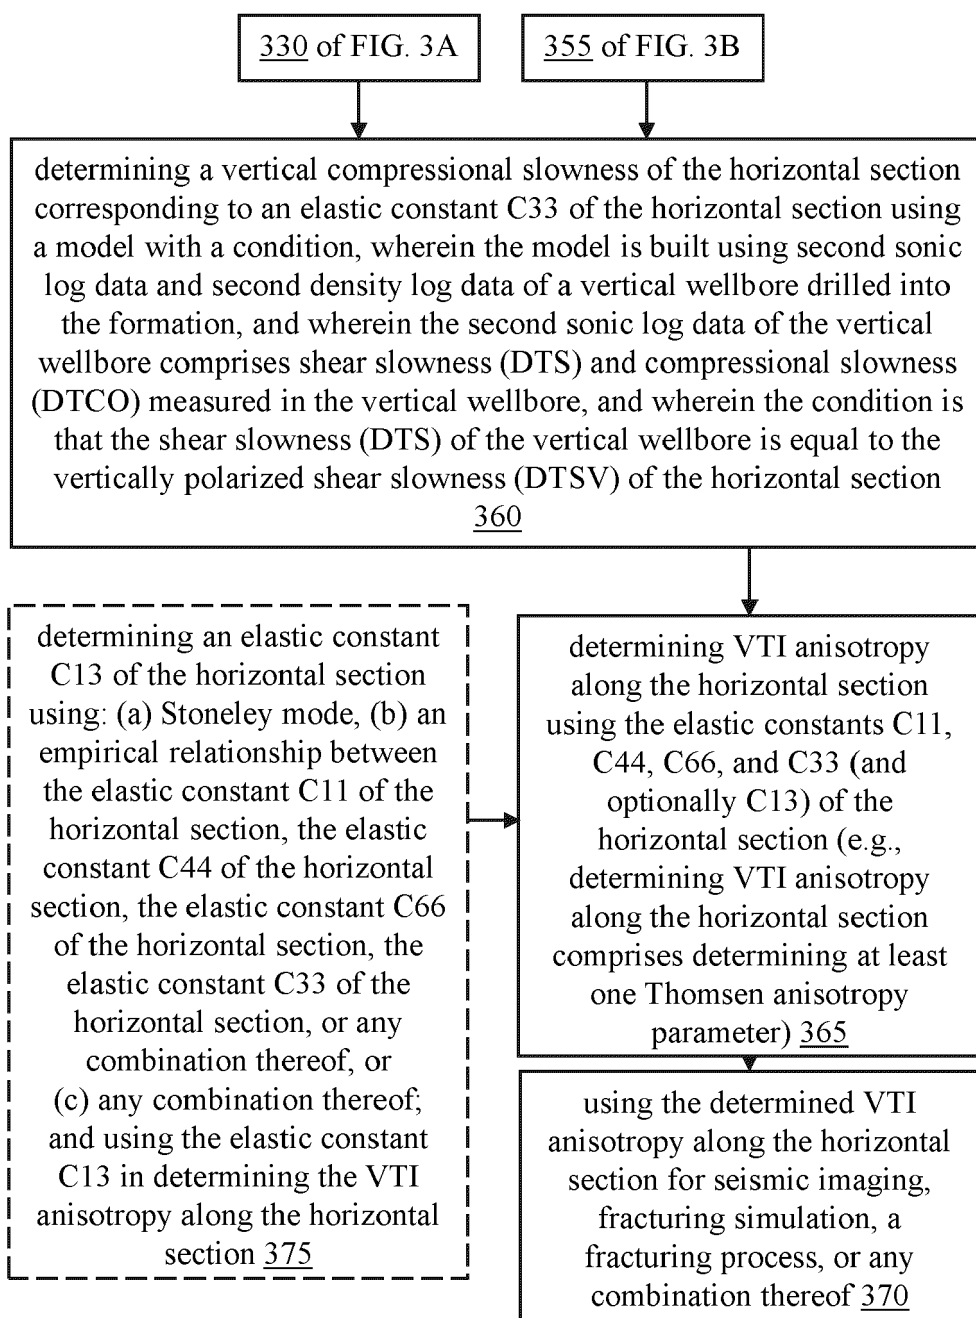 330 of FIG. 3A
355 of FIG. 3B
determining a vertical compressional slowness of the horizontal section
corresponding to an elastic constant C33 of the horizontal section using
a model with a condition, wherein the model is built using second sonic
log data and second density log data of a vertical wellbore drilled into
the formation, and wherein the second sonic log data of the vertical
wellbore comprises shear slowness (DTS) and compressional slowness
(DTCO) measured in the vertical wellbore, and wherein the condition is
that the shear slowness (DTS) of the vertical wellbore is equal to the
vertically polarized shear slowness (DTSV) of the horizontal section
360
determining an elastic constant
C13 of the horizontal section
using: (a) Stoneley mode, (b) an
empirical relationship between
the elastic constant C11 of the
horizontal section, the elastic
constant C44 of the horizontal
section, the elastic constant C66
of the horizontal section, the
elastic constant C33 of the
horizontal section, or any
combination thereof, or
(c) any combination thereof;
and using the elastic constant
C13 in determining the VTI
anisotropy along the horizontal
section 375
determining VTI anisotropy
along the horizontal section
using the elastic constants C11,
C44, C66, and C33 (and
optionally C13) of the
horizontal section (e.g.,
determining VTI anisotropy
along the horizontal section
comprises determining at least
one Thomsen anisotropy
parameter) 365
using the determined VTI
anisotropy along the horizontal
section for seismic imaging,
fracturing simulation, a
fracturing process, or any
combination thereof 370